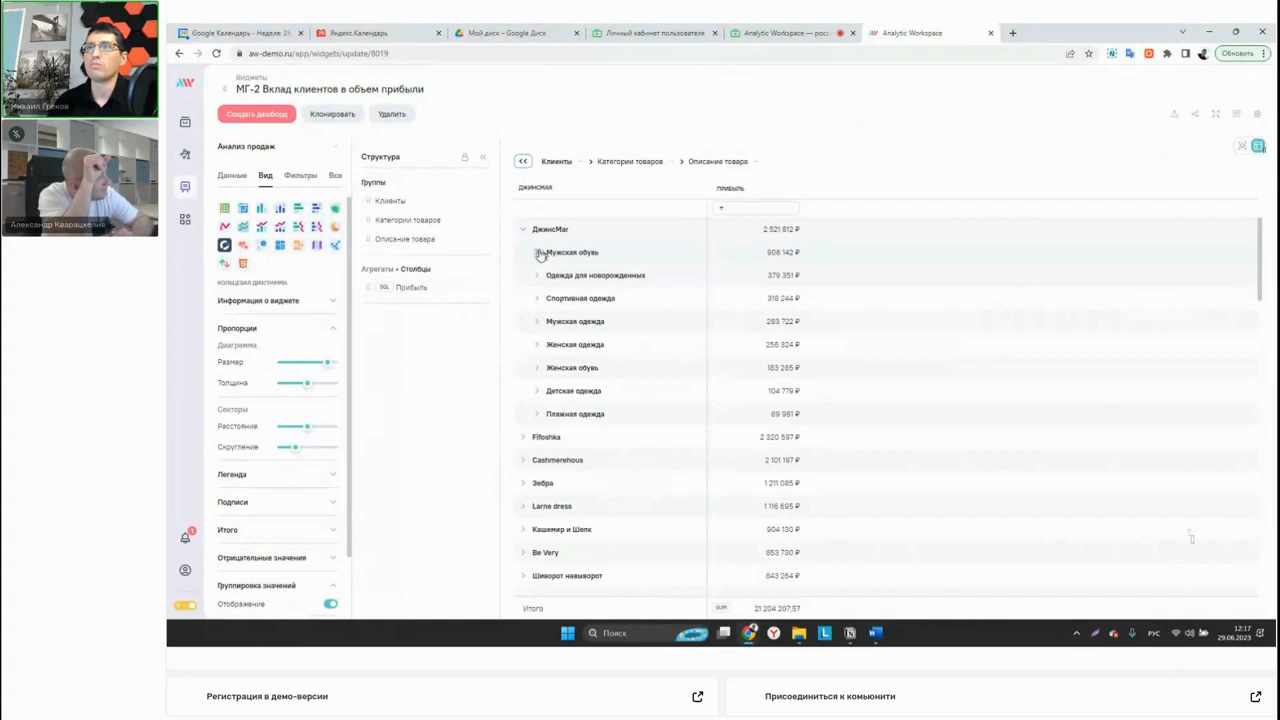 Михаил Греков
Александр Кварацхелия
Google Календарь - Неделя: 26
Яндекс.Календарь
Мой диск – Google Диск
Личный кабинет пользователя
Analytic Workspace — росс
Analytic Workspace
aw-demo.ru/app/widgets/update/8019
Обновить
Виджеты
МГ-2 Вклад клиентов в объем прибыли
Создать дашборд
Клонировать
Удалить
Анализ продаж
Данные
Вид
Фильтры
Все
КОЛЬЦЕВАЯ ДИАГРАММА
Информация о виджете
Пропорции
Диаграмма
Размер
Толщина
Секторы
Расстояние
Скругление
Легенда
Подписи
Итого
Отрицательные значения
Группировка значений
Отображение
1
Структура
Группы
Клиенты
Категории товаров
Описание товара
Агрегаты • Столбцы
SQL Прибыль
Клиенты
Категории товаров
Описание товара
ДЖИНСМАГ ПРИБЫЛЬ
ДжинсМаг 2 521 812 ₽
Мужская обувь 906 142 ₽
Одежда для новорожденных 379 351 ₽
Спортивная одежда 318 244 ₽
Мужская одежда 283 722 ₽
Женская одежда 256 324 ₽
Женская обувь 183 285 ₽
Детская одежда 104 779 ₽
Пляжная одежда 89 961 ₽
Fifoshka 2 320 597 ₽
Cashmerehous 2 101 197 ₽
Зебра 1 211 085 ₽
Larne dress 1 116 695 ₽
Кашемир и Шелк 904 130 ₽
Be Very 853 730 ₽
Шиворот навыворот 843 264 ₽
Итого SUM 21 204 207,57
Поиск
РУС
12:17
29.06.2023
Регистрация в демо-версии
Присоединиться к комьюнити